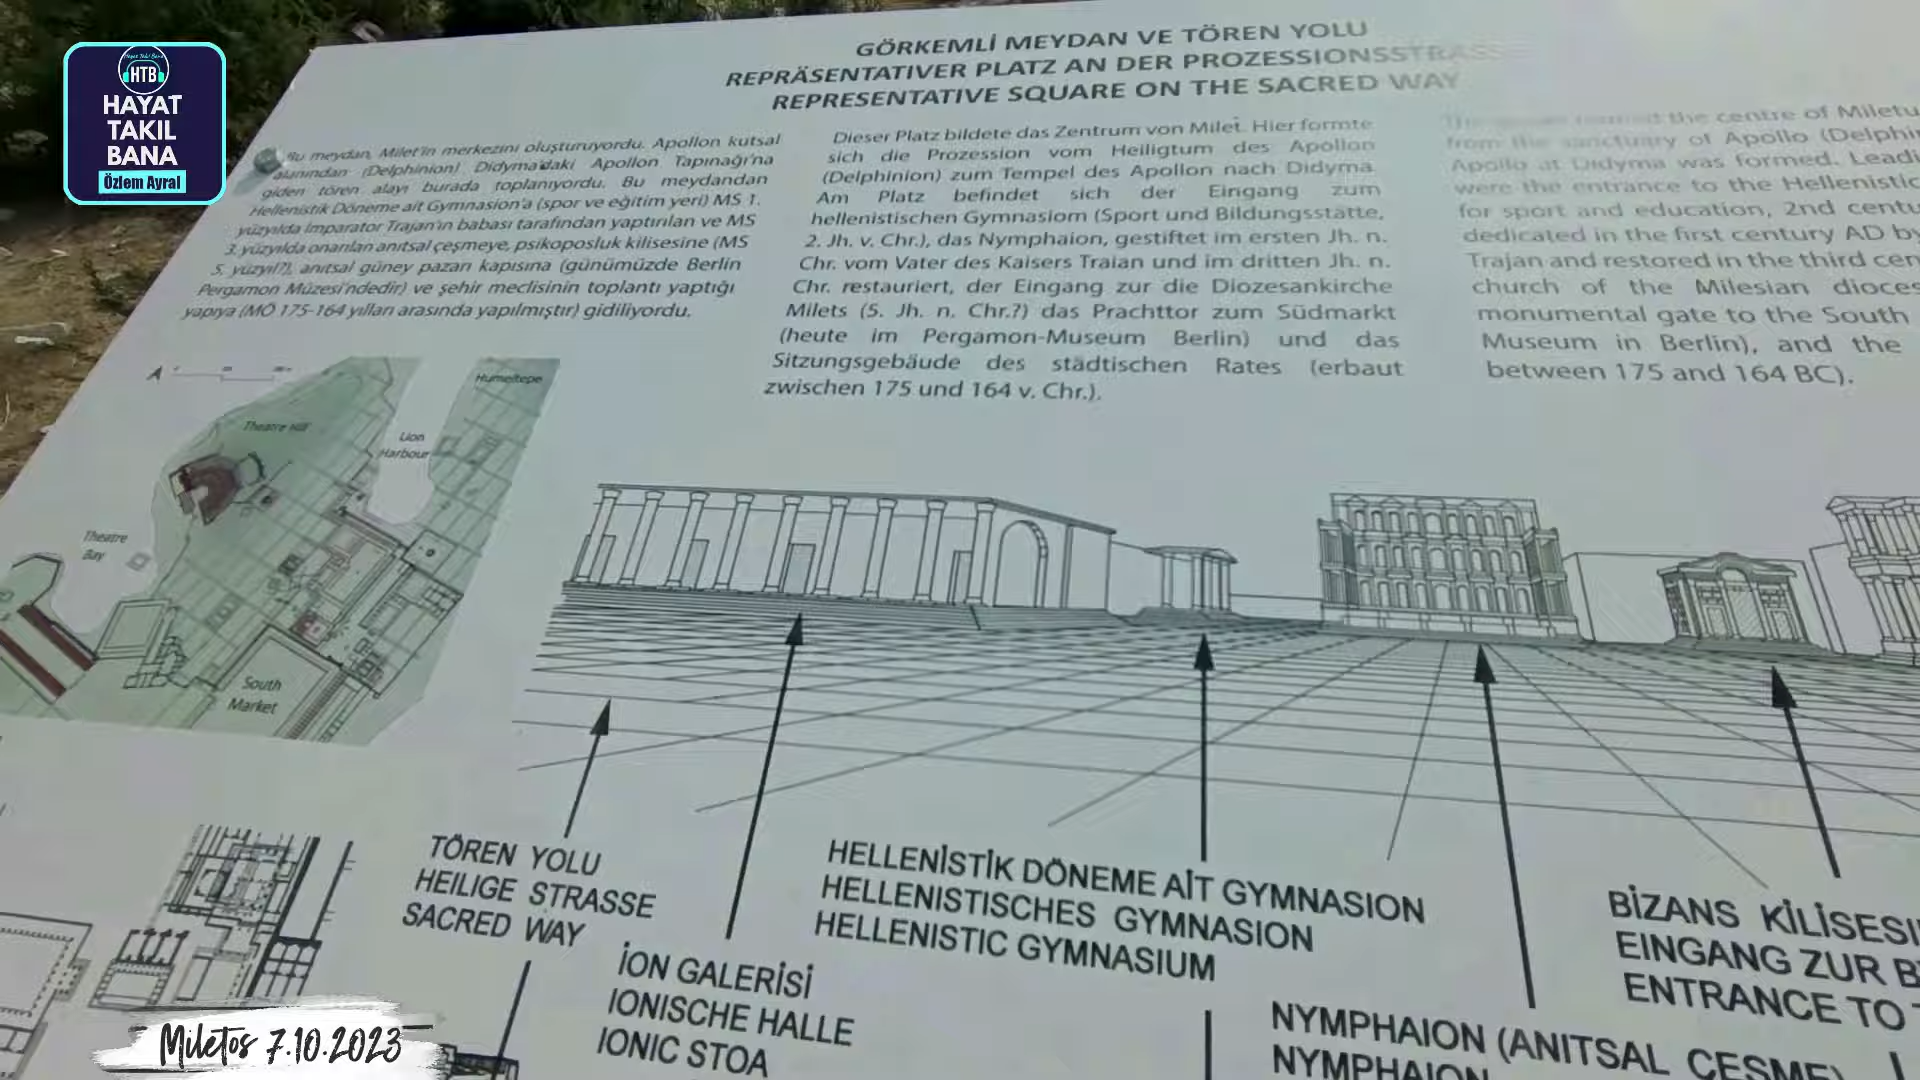 HTB
HAYAT
TAKIL
BANA
Özlem Ayral
GÖRKEMLİ MEYDAN VE TÖREN YOLU
REPRÄSENTATIVER PLATZ AN DER PROZESSIONSSTRASSE
REPRESENTATIVE SQUARE ON THE SACRED WAY
Bu meydan, Milet'in merkezini oluşturuyordu. Apollon kutsal
alanından (Delphinion) Didyma'daki Apollon Tapınağı'na
giden tören alayı burada toplanıyordu. Bu meydandan
Hellenistik Döneme ait Gymnasion'a (spor ve eğitim yeri) MS 1.
yüzyılda İmparator Trajan'ın babası tarafından yaptırılan ve MS
3. yüzyılda onarılan anıtsal çeşmeye, psikoposluk kilisesine (MS
5. yüzyıl?), anıtsal güney pazarı kapısına (günümüzde Berlin
Pergamon Müzesi'ndedir) ve şehir meclisinin toplantı yaptığı
yapıya (MÖ 175-164 yılları arasında yapılmıştır) gidiliyordu.
Dieser Platz bildete das Zentrum von Milet. Hier formte
sich die Prozession vom Heiligtum des Apollon
(Delphinion) zum Tempel des Apollon nach Didyma.
Am Platz befindet sich der Eingang zum
hellenistischen Gymnasiom (Sport und Bildungsstätte,
2. Jh. v. Chr.), das Nymphaion, gestiftet im ersten Jh. n.
Chr. vom Vater des Kaisers Traian und im dritten Jh. n.
Chr. restauriert, der Eingang zur die Diozesankirche
Milets (5. Jh. n. Chr.?) das Prachttor zum Südmarkt
(heute im Pergamon-Museum Berlin) und das
Sitzungsgebäude des städtischen Rates (erbaut
zwischen 175 und 164 v. Chr.).
the centre of Miletu
from the sanctuary of Apollo (Delphin
Apollo at Didyma was formed. Leadi
were the entrance to the Hellenistic
for sport and education, 2nd centu
dedicated in the first century AD by
Trajan and restored in the third cen
church of the Milesian dioces
monumental gate to the South
Museum in Berlin), and the
between 175 and 164 BC).
Humeitepe
Theatre Hill
Lion
Harbour
Theatre
Bay
South
Market
TÖREN YOLU
HEILIGE STRASSE
SACRED WAY
İON GALERİSİ
IONISCHE HALLE
IONIC STOA
HELLENİSTİK DÖNEME AİT GYMNASION
HELLENISTISCHES GYMNASION
HELLENISTIC GYMNASIUM
NYMPHAION (ANITSAL ÇEŞME)
NYMPHAION
BİZANS KİLİSESİ
EINGANG ZUR B
ENTRANCE TO T
Miletos 7.10.2023